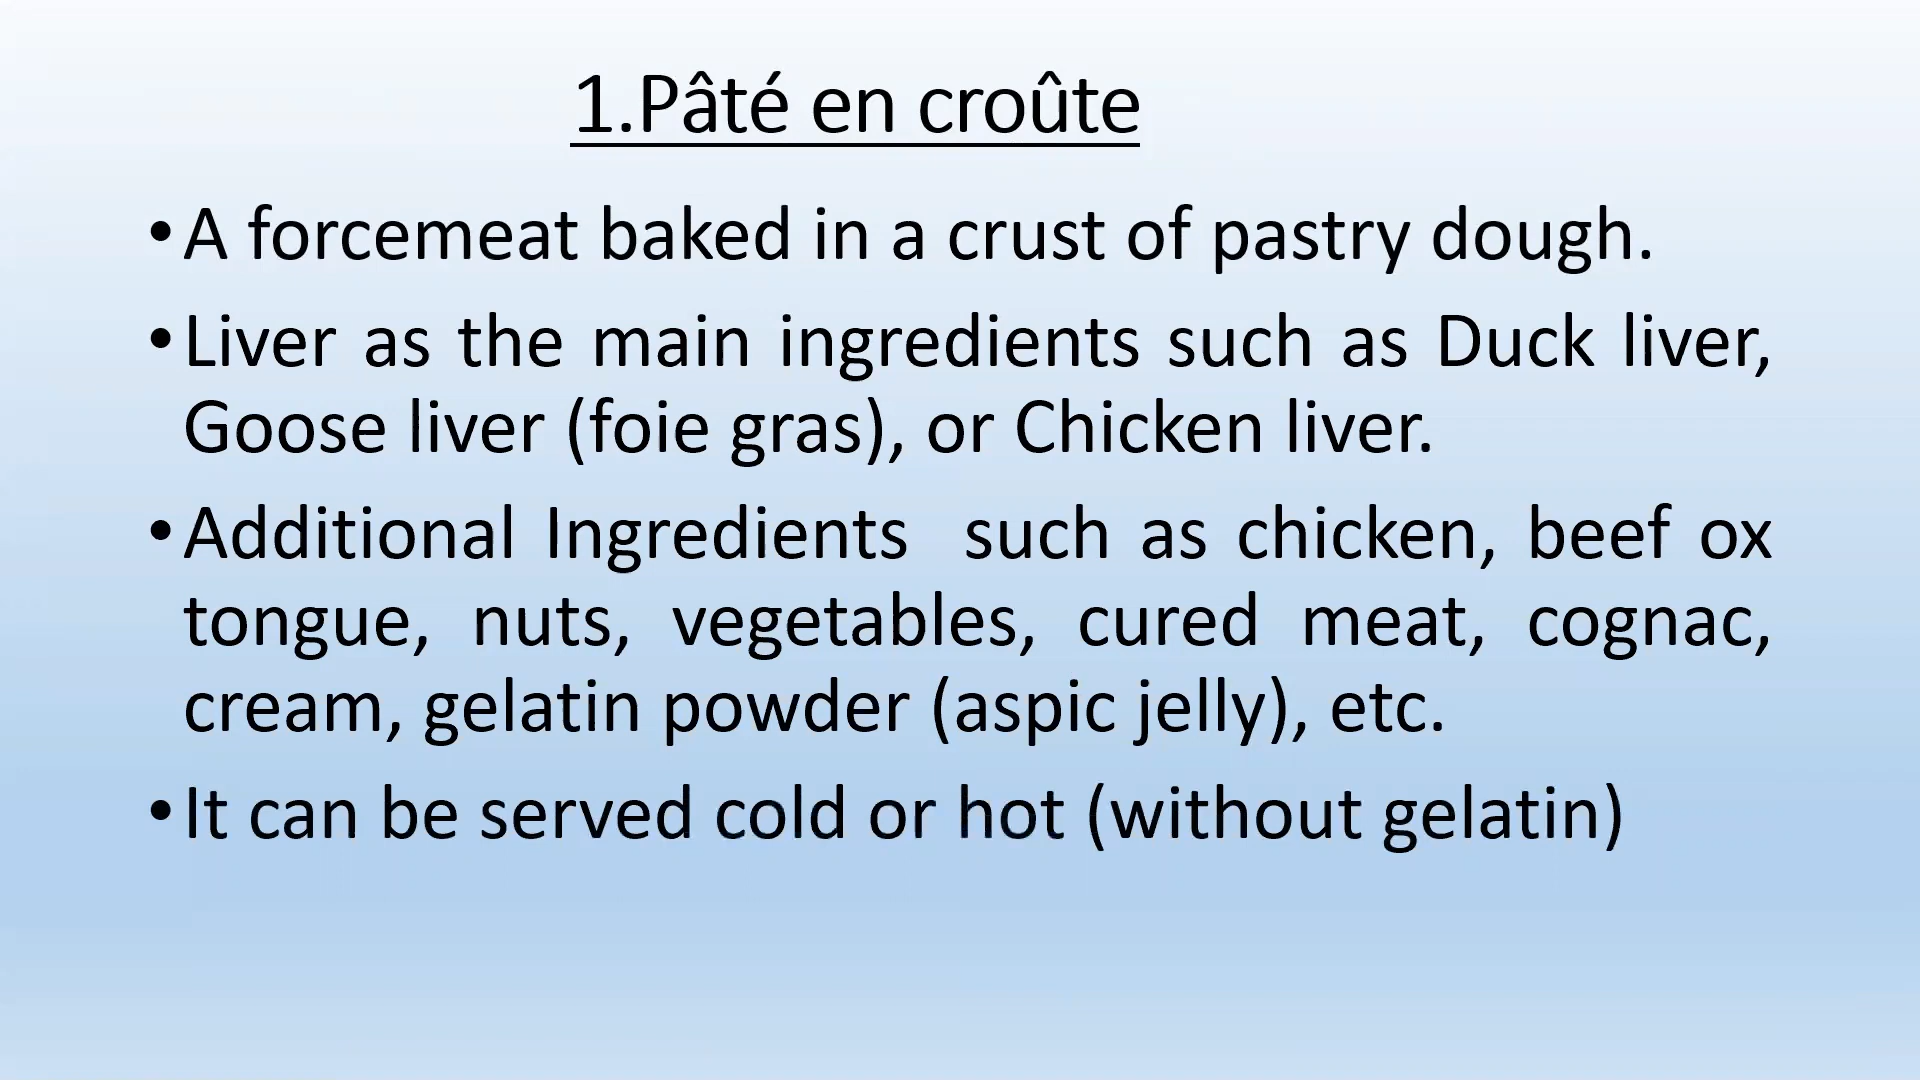 1.Pâté en croûte
•A forcemeat baked in a crust of pastry dough.
•Liver as the main ingredients such as Duck liver,
Goose liver (foie gras), or Chicken liver.
•Additional Ingredients  such as chicken, beef ox
tongue, nuts, vegetables, cured meat, cognac,
cream, gelatin powder (aspic jelly), etc.
•It can be served cold or hot (without gelatin)